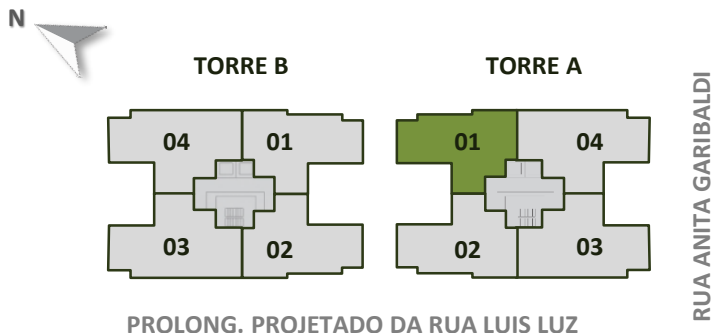 N
TORRE B
TORRE A
04
01
01
04
03
02
02
03
RUA ANITA GARIBALDI
PROLONG. PROJETADO DA RUA LUIS LUZ